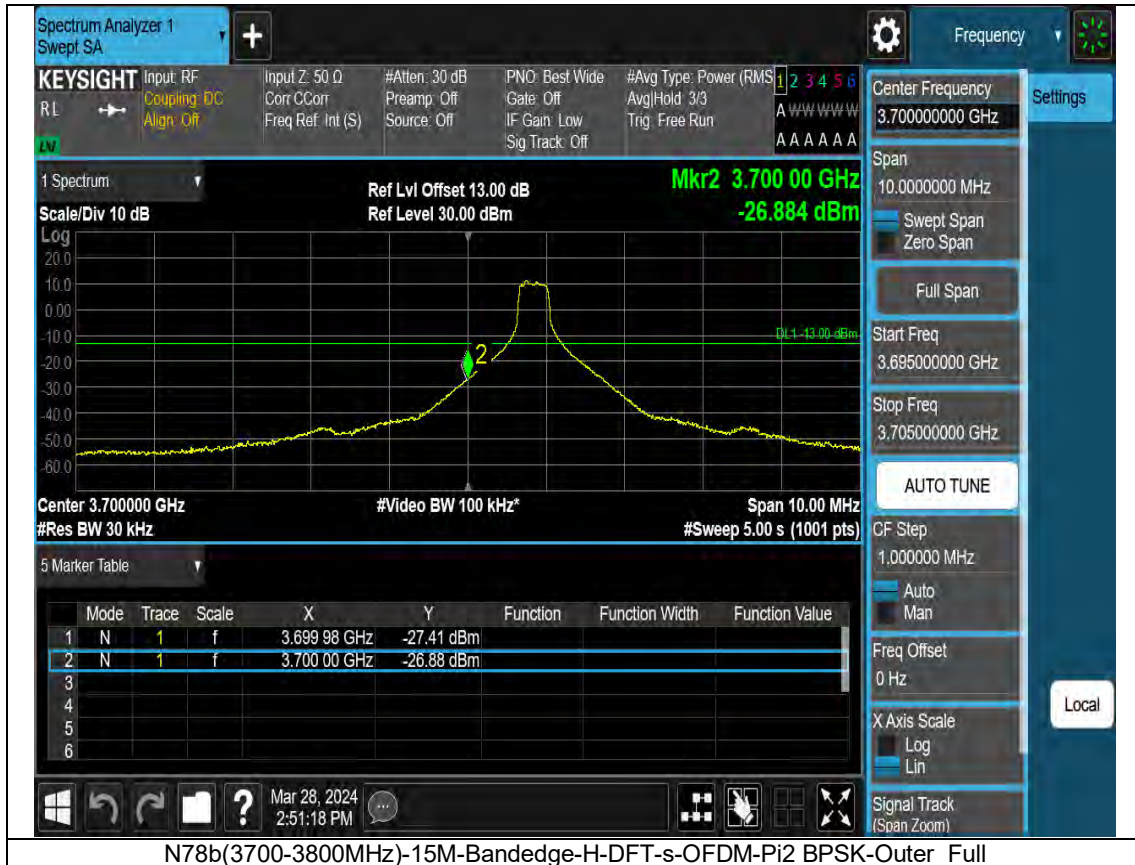 Spectrum Analyzer 1
Swept SA
Frequency
KEYSIGHT
RL
Input: RF
Coupling: DC
Align: Off
Input Z: 50 Ω
Corr CCorr
Freq Ref: Int (S)
#Atten: 30 dB
Preamp: Off
Source: Off
PNO: Best Wide
Gate: Off
IF Gain: Low
Sig Track: Off
#Avg Type: Power (RMS
Avg|Hold: 3/3
Trig: Free Run
1 2 3 4 5 6
A W W W W W
A A A A A A
1 Spectrum
Scale/Div 10 dB
Ref Lvl Offset 13.00 dB
Ref Level 30.00 dBm
Mkr2 3.700 00 GHz
-26.884 dBm
Log
20.0
10.0
0.00
-10.0
-20.0
-30.0
-40.0
-50.0
-60.0
DL1 -13.00 dBm
2
Center 3.700000 GHz
#Video BW 100 kHz*
Span 10.00 MHz
#Res BW 30 kHz
#Sweep 5.00 s (1001 pts)
5 Marker Table
Mode Trace Scale X Y Function Function Width Function Value
1 N 1 f 3.699 98 GHz -27.41 dBm
2 N 1 f 3.700 00 GHz -26.88 dBm
3
4
5
6
Mar 28, 2024
2:51:18 PM
Center Frequency
3.700000000 GHz
Settings
Span
10.0000000 MHz
Swept Span
Zero Span
Full Span
Start Freq
3.695000000 GHz
Stop Freq
3.705000000 GHz
AUTO TUNE
CF Step
1.000000 MHz
Auto
Man
Freq Offset
0 Hz
X Axis Scale
Log
Lin
Local
Signal Track
(Span Zoom)
N78b(3700-3800MHz)-15M-Bandedge-H-DFT-s-OFDM-Pi2 BPSK-Outer_Full